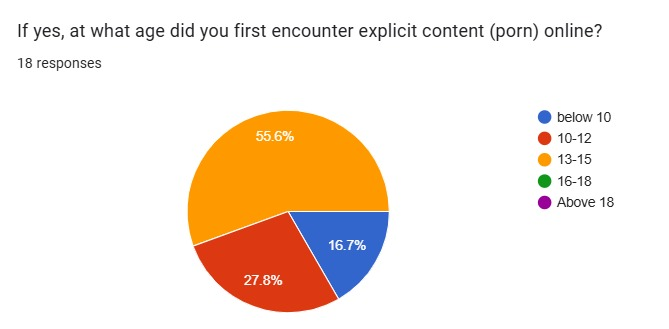 If yes, at what age did you first encounter explicit content (porn) online?
18 responses
55.6%
16.7%
27.8%
below 10
10-12
13-15
16-18
Above 18